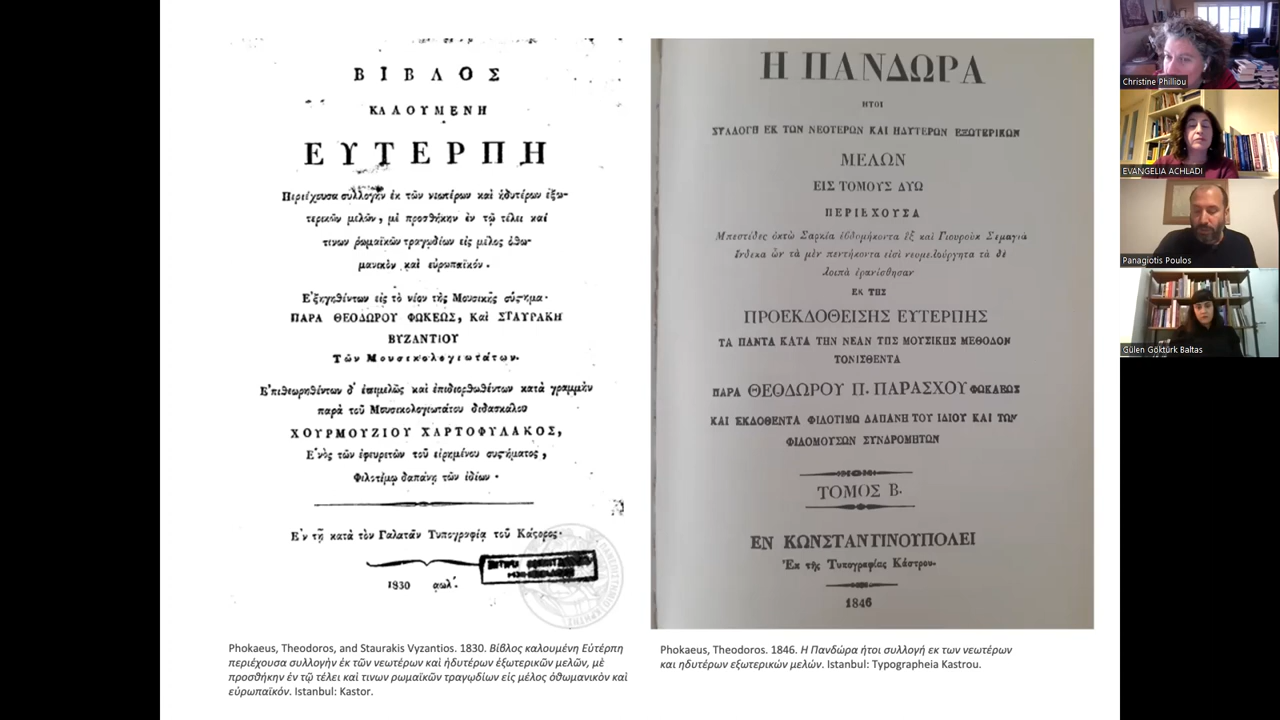 ΒΙΒΛΟΣ
ΚΑΛΟΥΜΕΝΗ
ΕΥΤΕΡΠΗ
Περιέχουσα συλλογὴν ἐκ τῶν νεωτέρων καὶ ἡδυτέρων ἐξω-
τερικῶν μελῶν, μὲ προσθήκην ἐν τῷ τέλει καί
τινων ῥωμαϊκῶν τραγῳδίων εἰς μέλος ὀθω-
μανικὸν καὶ εὐρωπαϊκόν.
Ἐξηγηθέντων εἰς τὸ νέον τῆς Μουσικῆς σύστημα.
ΠΑΡΑ ΘΕΟΔΩΡΟΥ ΦΩΚΕΩΣ, Καὶ ΣΤΑΥΡΑΚΗ
ΒΥΖΑΝΤΙΟΥ
Τῶν Μουσικολογιωτάτων.
Ἐπιθεωρηθέντων δ' ἐπιμελῶς καὶ ἐπιδιορθωθέντων κατὰ γραμμὴν
παρὰ τοῦ Μουσικολογιωτάτου διδασκάλου
ΧΟΥΡΜΟΥΖΙΟΥ ΧΑΡΤΟΦΥΛΑΚΟΣ,
Ἑνὸς τῶν ἐφευρετῶν τοῦ εἰρημένου συστήματος,
Φιλοτίμῳ δαπάνῃ τῶν ἰδίων.
Ἐν τῇ κατὰ τὸν Γαλατᾶν Τυπογραφίᾳ τοῦ Κάστορος.
1830 αωλ'.
Phokaeus, Theodoros, and Staurakis Vyzantios. 1830. Βίβλος καλουμένη Εὐτέρπη
περιέχουσα συλλογὴν ἐκ τῶν νεωτέρων καὶ ἡδυτέρων ἐξωτερικῶν μελῶν, μὲ
προσθήκην ἐν τῷ τέλει καὶ τινων ρωμαϊκῶν τραγῳδίων εἰς μέλος ὀθωμανικὸν καὶ
εὐρωπαϊκόν. Istanbul: Kastor.
Η ΠΑΝΔΩΡΑ
ΗΤΟΙ
ΣΥΛΛΟΓΗ ΕΚ ΤΩΝ ΝΕΟΤΕΡΩΝ ΚΑΙ ΗΔΥΤΕΡΩΝ ΕΞΩΤΕΡΙΚΩΝ
ΜΕΛΩΝ
ΕΙΣ ΤΟΜΟΥΣ ΔΥΩ
ΠΕΡΙΕΧΟΥΣΑ
Μπεστέδες ὀκτὼ Σαρκία ἑβδομήκοντα ἓξ καὶ Γιουροὺκ Σεμαγιὰ
ἕνδεκα ὧν τὰ μὲν πεντήκοντα εἰσὶ νεομελούργητα τὰ δὲ
λοιπὰ ἐρανίσθησαν
ΕΚ ΤΗΣ
ΠΡΟΕΚΔΟΘΕΙΣΗΣ ΕΥΤΕΡΠΗΣ
ΤΑ ΠΑΝΤΑ ΚΑΤΑ ΤΗΝ ΝΕΑΝ ΤΗΣ ΜΟΥΣΙΚΗΣ ΜΕΘΟΔΟΝ
ΤΟΝΙΣΘΕΝΤΑ
ΠΑΡΑ ΘΕΟΔΩΡΟΥ Π. ΠΑΡΑΣΧΟΥ ΦΩΚΑΕΩΣ
ΚΑΙ ΕΚΔΟΘΕΝΤΑ ΦΙΛΟΤΙΜΩ ΔΑΠΑΝΗ ΤΟΥ ΙΔΙΟΥ ΚΑΙ ΤΩΝ
ΦΙΛΟΜΟΥΣΩΝ ΣΥΝΔΡΟΜΗΤΩΝ
ΤΟΜΟΣ Β.
ΕΝ ΚΩΝΣΤΑΝΤΙΝΟΥΠΟΛΕΙ
Ἐκ τῆς Τυπογραφίας Κάστρου.
1846
Phokaeus, Theodoros. 1846. Η Πανδώρα ήτοι συλλογή εκ των νεωτέρων
και ηδυτέρων εξωτερικών μελών. Istanbul: Typographeia Kastrou.
Christine Philliou
EVANGELIA ACHLADI
Panagiotis Poulos
Gülen Göktürk Baltas